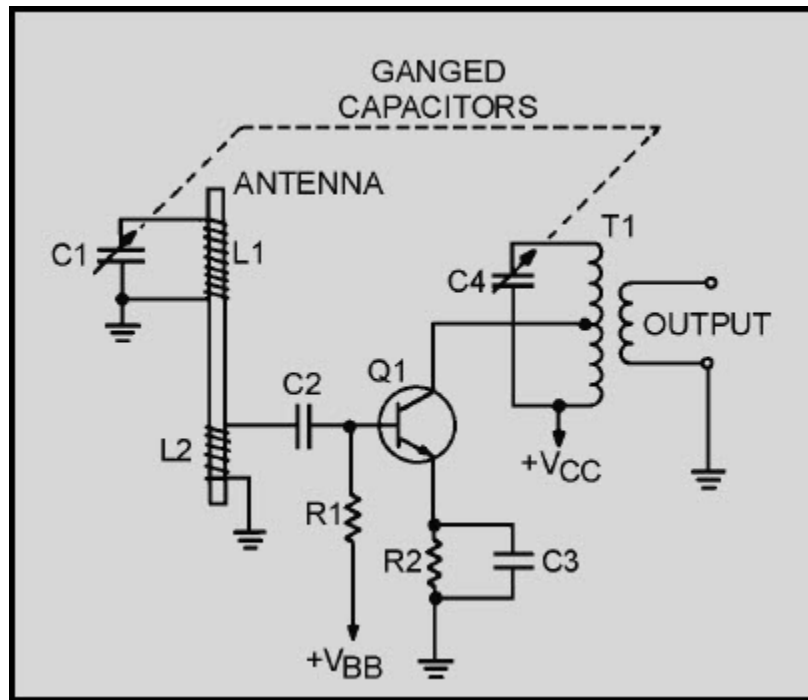 GANGED
CAPACITORS
ANTENNA
T1
C1
L1
C4
OUTPUT
C2
Q1
L2
+VCC
R1
R2
C3
+VBB